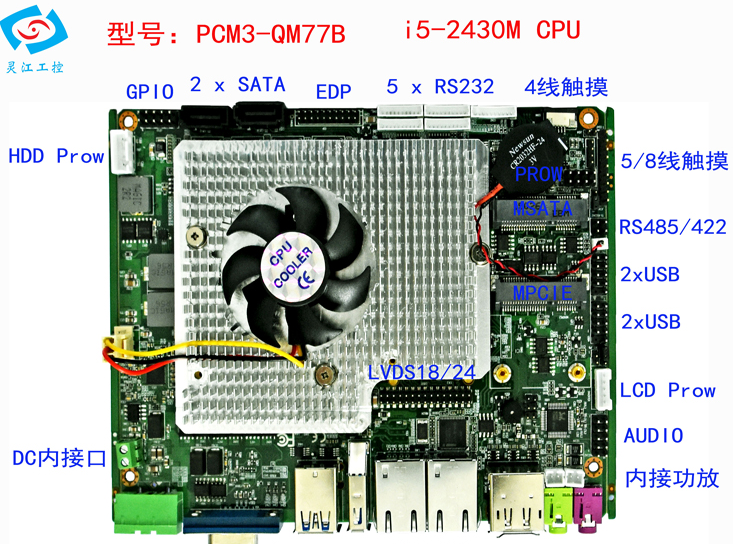 型号：PCM3-QM77B
i5-2430M CPU
灵江工控
GPIO
2 x SATA
EDP
5 x RS232
4线触摸
HDD Prow
Newsun
CR2032HF-24
3V
5/8线触摸
PROW
MSATA
RS485/422
CPU
COOLER
CE
2xUSB
MPCIE
2xUSB
LVDS18/24
LCD Prow
AUDIO
DC内接口
内接功放